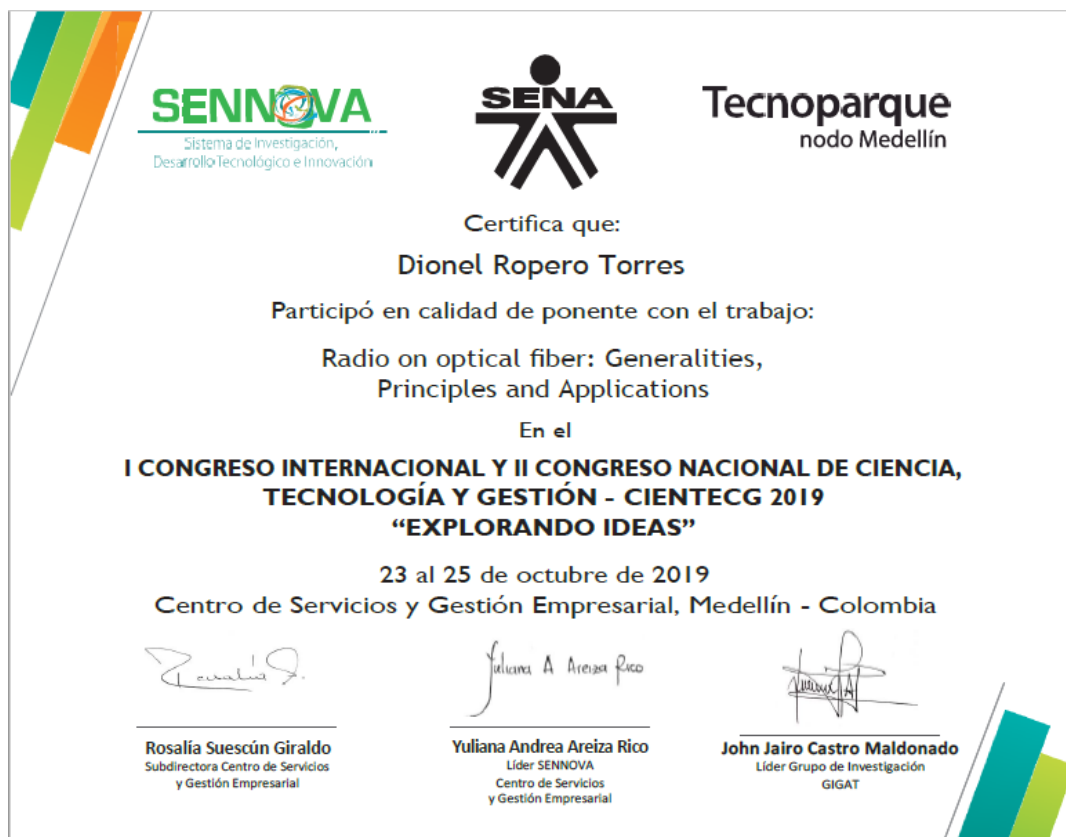 SENNOVA
Sistema de Investigación,
Desarrollo Tecnológico e Innovación
SENA
Tecnoparque
nodo Medellín
Certifica que:
Dionel Ropero Torres
Participó en calidad de ponente con el trabajo:
Radio on optical fiber: Generalities,
Principles and Applications
En el
I CONGRESO INTERNACIONAL Y II CONGRESO NACIONAL DE CIENCIA,
TECNOLOGÍA Y GESTIÓN - CIENTECG 2019
“EXPLORANDO IDEAS”
23 al 25 de octubre de 2019
Centro de Servicios y Gestión Empresarial, Medellín - Colombia
Yuliana A Areiza Rico
Rosalía Suescún Giraldo
Subdirectora Centro de Servicios
y Gestión Empresarial
Yuliana Andrea Areiza Rico
Líder SENNOVA
Centro de Servicios
y Gestión Empresarial
John Jairo Castro Maldonado
Líder Grupo de Investigación
GIGAT